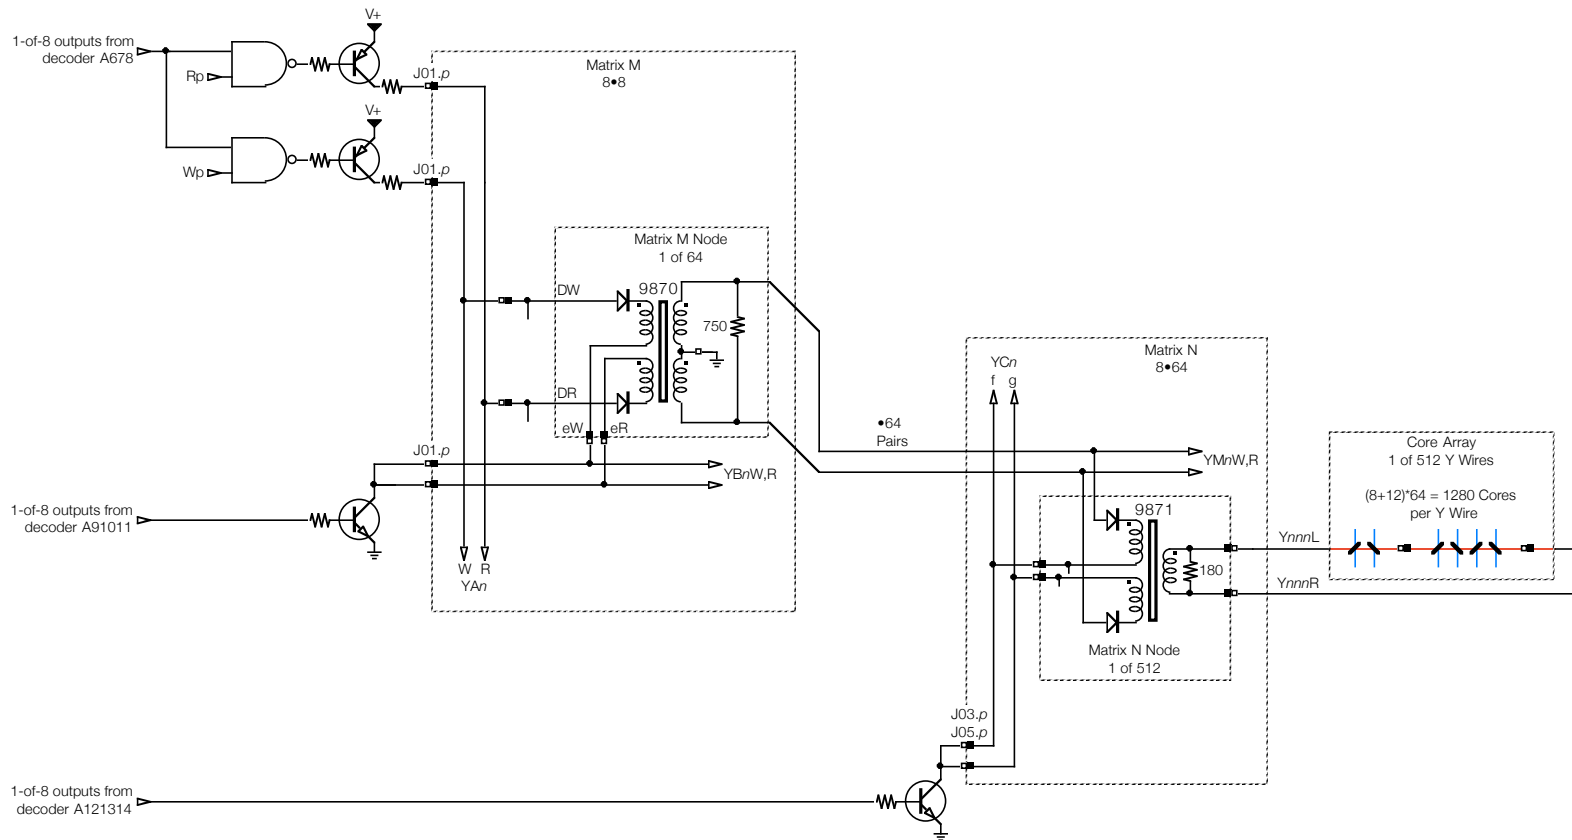 V+
1-of-8 outputs from
decoder A678
Rp
J01.p
Matrix M
8•8
V+
Wp
J01.p
Matrix M Node
1 of 64
DW
9870
750
DR
eW
eR
J01.p
YBnW,R
1-of-8 outputs from
decoder A91011
W R
YAn
•64
Pairs
Matrix N
8•64
YCn
f g
YMnW,R
9871
180
Matrix N Node
1 of 512
YnnnL
YnnnR
Core Array
1 of 512 Y Wires
(8+12)*64 = 1280 Cores
per Y Wire
J03.p
J05.p
1-of-8 outputs from
decoder A121314